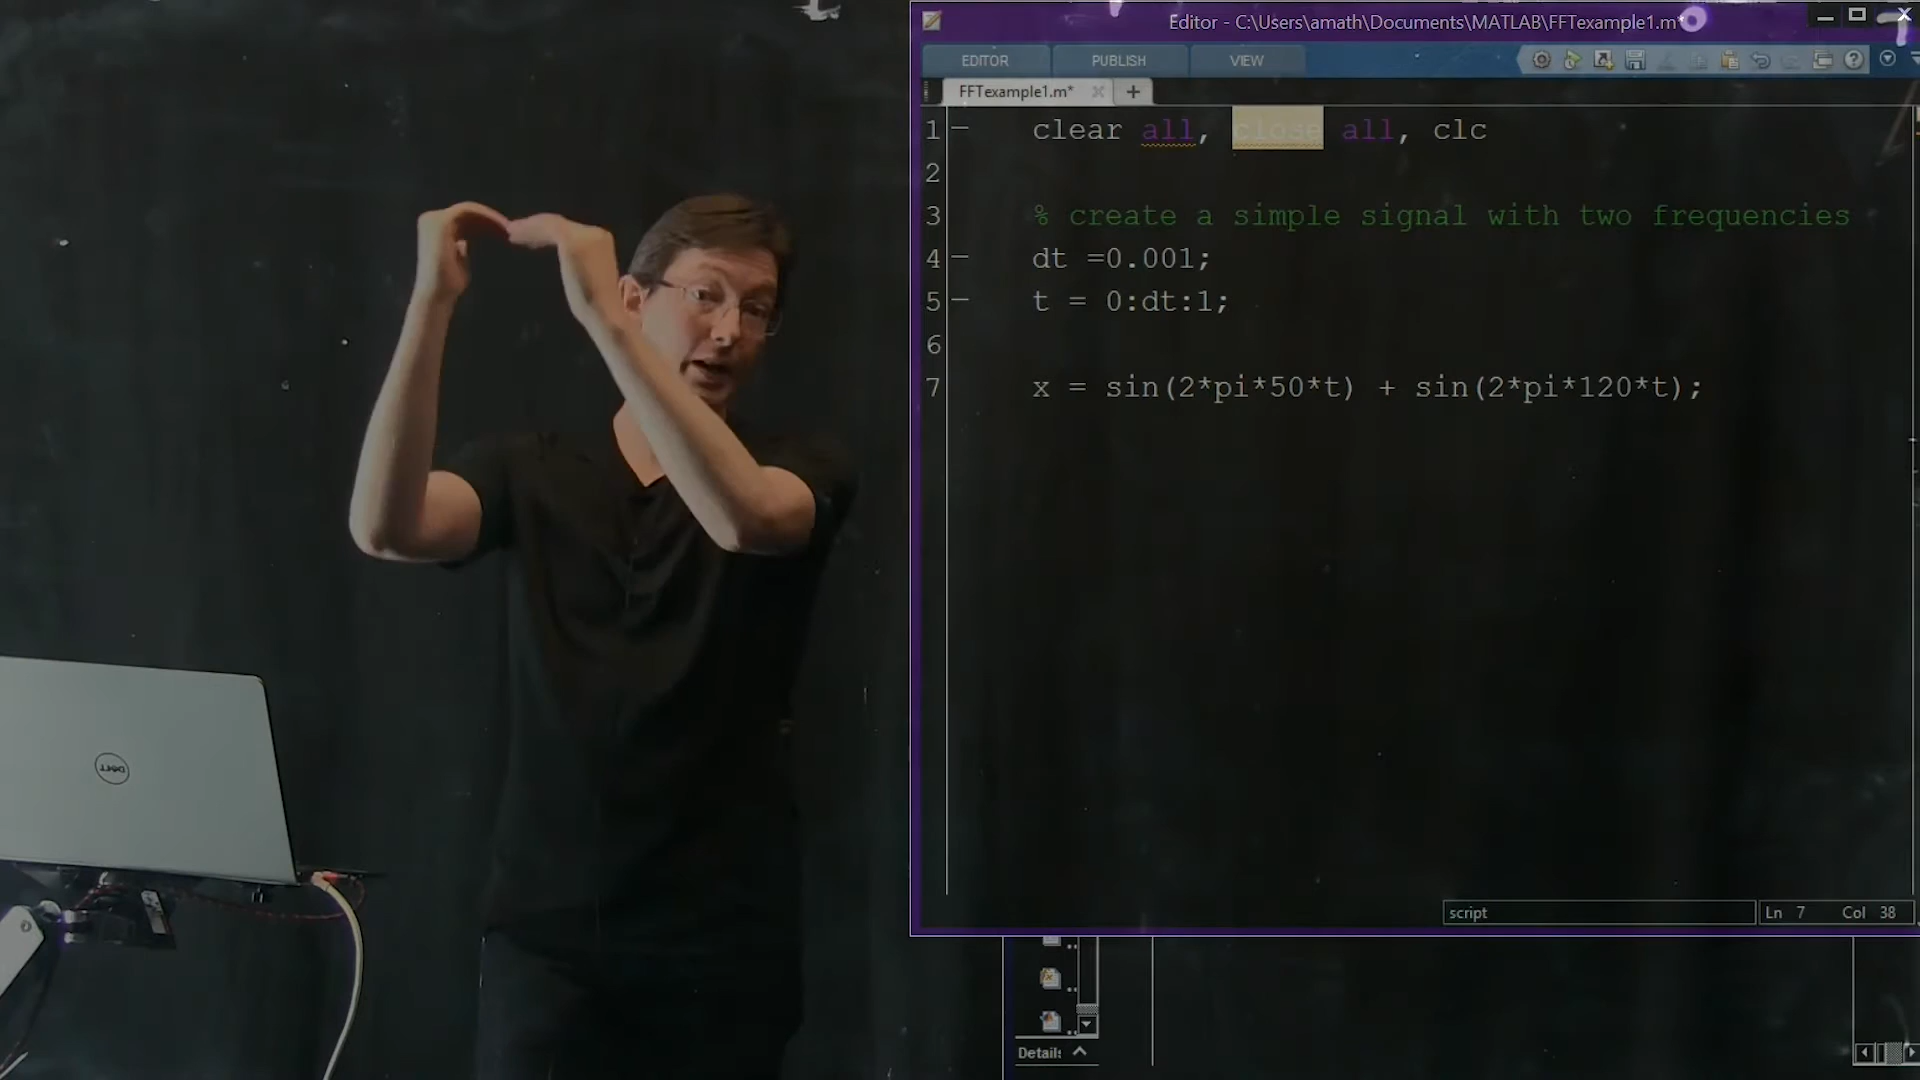 Editor - C:\Users\amath\Documents\MATLAB\FFTexample1.m*
EDITOR PUBLISH VIEW
FFTexample1.m*
1 clear all, close all, clc
2
3 % create a simple signal with two frequencies
4 dt =0.001;
5 t = 0:dt:1;
6
7 x = sin(2*pi*50*t) + sin(2*pi*120*t);
script Ln 7 Col 38
Details
DELL